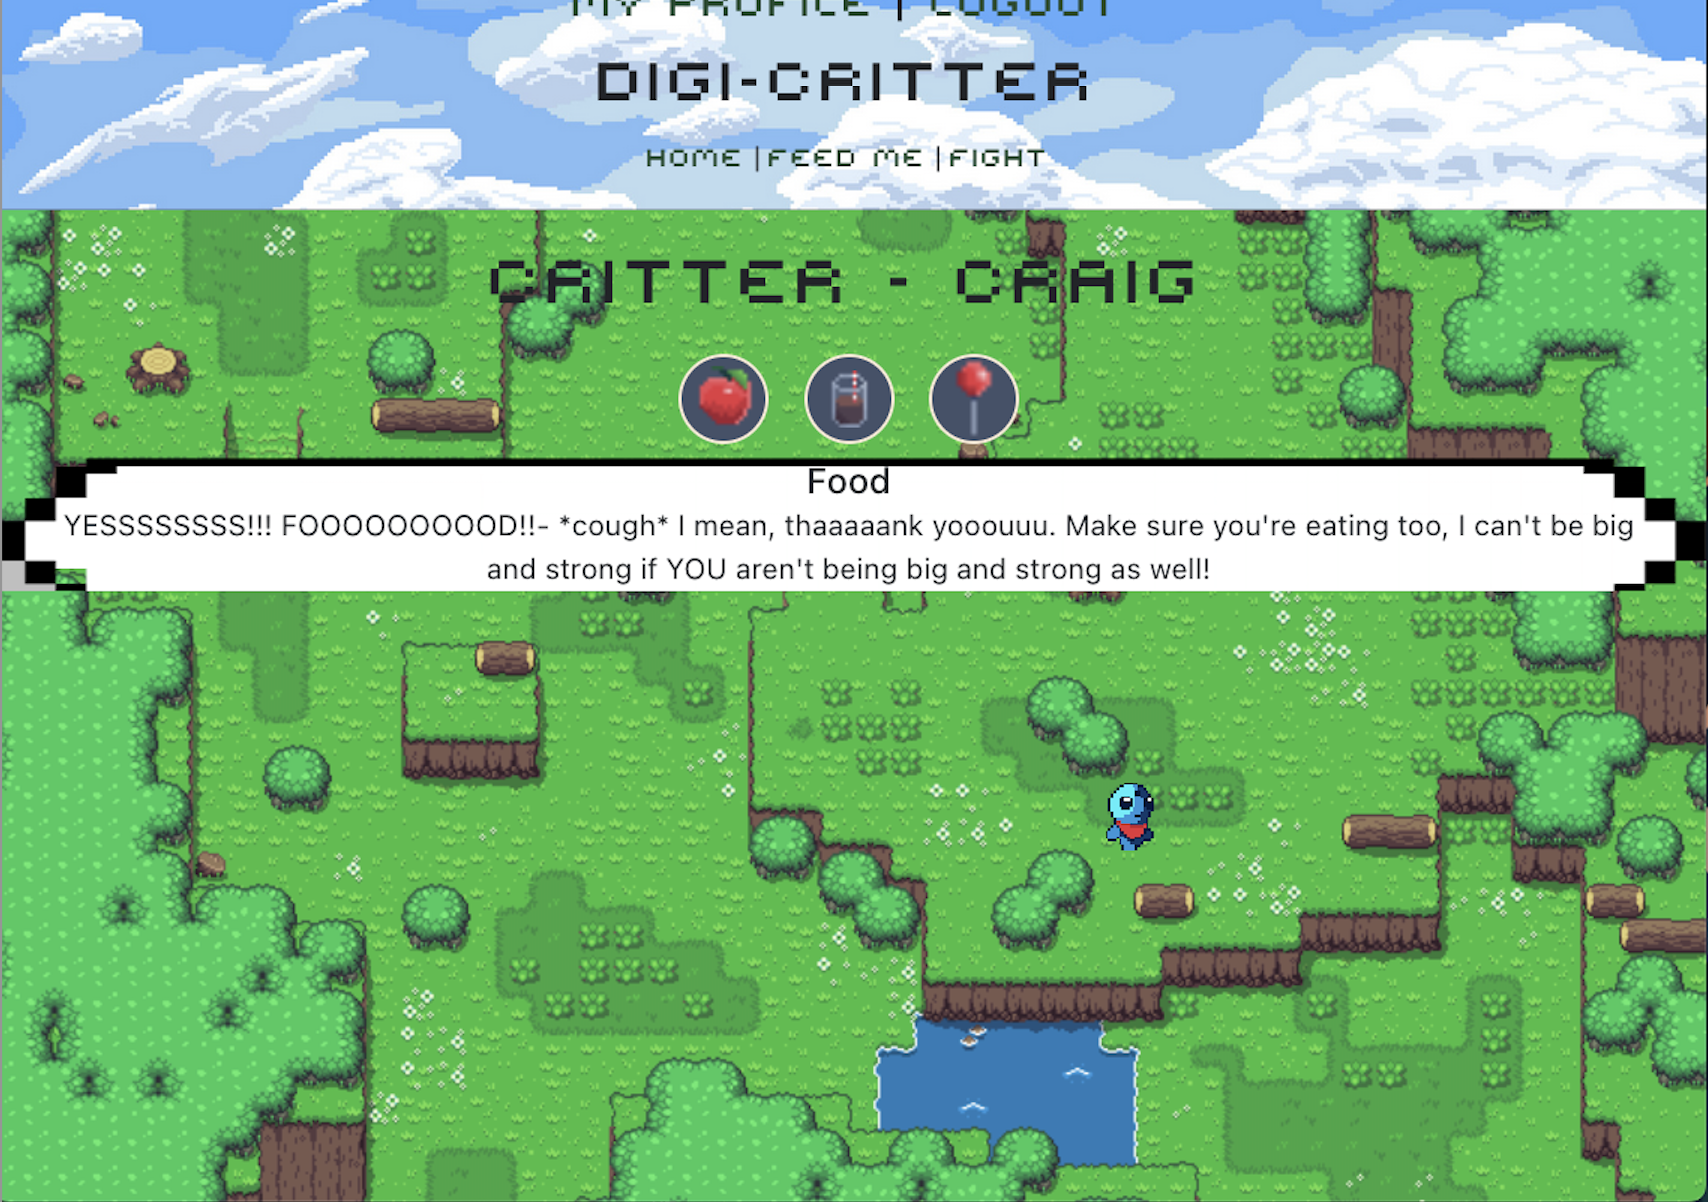 MY PROFILE | LOGOUT
DIGI-CRITTER
HOME |FEED ME |FIGHT
CRITTER - CRAIG
Food
YESSSSSSSS!!! FOOOOOOOOOD!!- *cough* I mean, thaaaaank yooouuu. Make sure you're eating too, I can't be big
and strong if YOU aren't being big and strong as well!